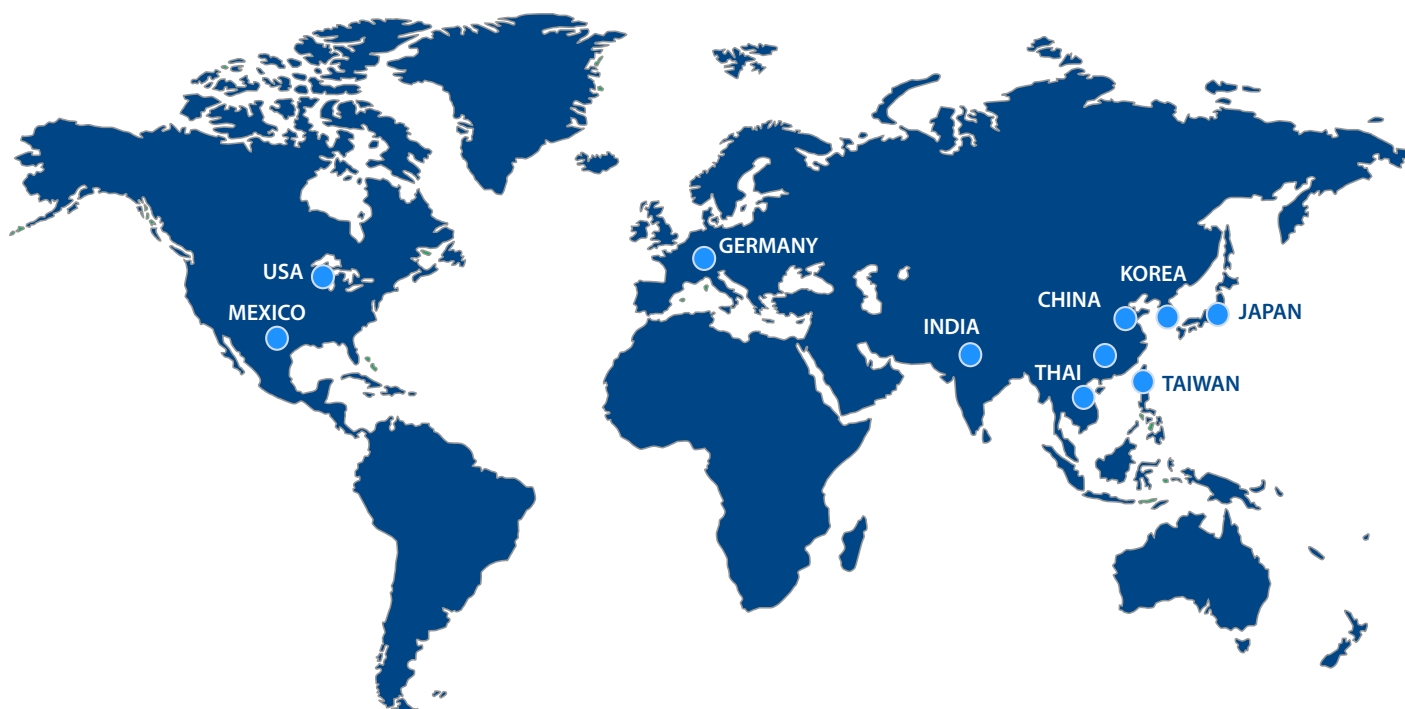 GERMANY
USA
KOREA
CHINA
MEXICO
JAPAN
INDIA
THAI
TAIWAN